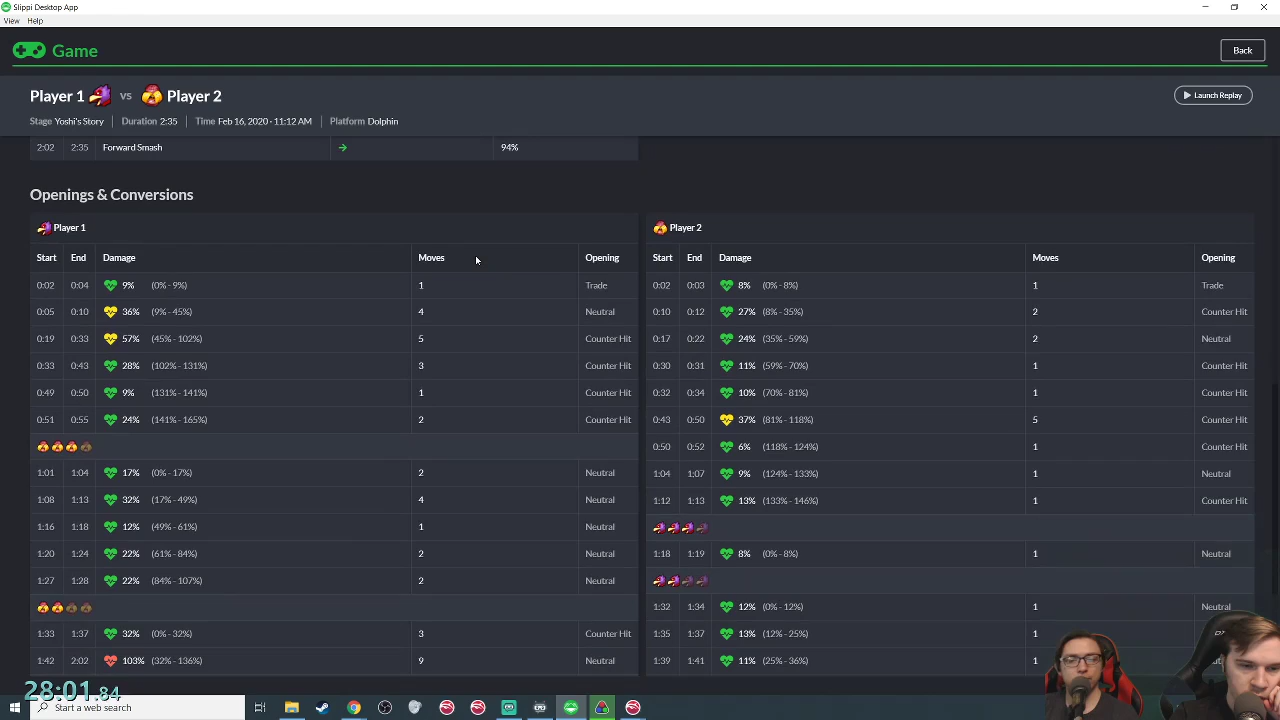 Slippi Desktop App
View Help
Game
Back
Player 1 vs Player 2
Launch Replay
Stage Yoshi's Story Duration 2:35 Time Feb 16, 2020 - 11:12 AM Platform Dolphin
2:02 2:35 Forward Smash 94%
Openings & Conversions
Player 1
Start End Damage Moves Opening
0:02 0:04 9% (0% - 9%) 1 Trade
0:05 0:10 36% (9% - 45%) 4 Neutral
0:19 0:33 57% (45% - 102%) 5 Counter Hit
0:33 0:43 28% (102% - 131%) 3 Counter Hit
0:49 0:50 9% (131% - 141%) 1 Counter Hit
0:51 0:55 24% (141% - 165%) 2 Counter Hit
1:01 1:04 17% (0% - 17%) 2 Neutral
1:08 1:13 32% (17% - 49%) 4 Neutral
1:16 1:18 12% (49% - 61%) 1 Neutral
1:20 1:24 22% (61% - 84%) 2 Neutral
1:27 1:28 22% (84% - 107%) 2 Neutral
1:33 1:37 32% (0% - 32%) 3 Counter Hit
1:42 2:02 103% (32% - 136%) 9 Neutral
Player 2
Start End Damage Moves Opening
0:02 0:03 8% (0% - 8%) 1 Trade
0:10 0:12 27% (8% - 35%) 2 Counter Hit
0:17 0:22 24% (35% - 59%) 2 Neutral
0:30 0:31 11% (59% - 70%) 1 Counter Hit
0:32 0:34 10% (70% - 81%) 1 Counter Hit
0:43 0:50 37% (81% - 118%) 5 Counter Hit
0:50 0:52 6% (118% - 124%) 1 Counter Hit
1:04 1:07 9% (124% - 133%) 1 Neutral
1:12 1:13 13% (133% - 146%) 1 Counter Hit
1:18 1:19 8% (0% - 8%) 1 Neutral
1:32 1:34 12% (0% - 12%) 1 Neutral
1:35 1:37 13% (12% - 25%) 1
1:39 1:41 11% (25% - 36%) 1
28:01.84
Start a web search